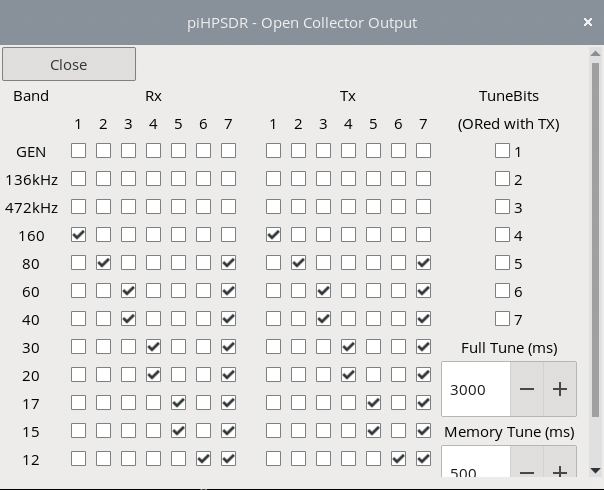 piHPSDR - Open Collector Output ×
Close
Band Rx Tx TuneBits
1 2 3 4 5 6 7 1 2 3 4 5 6 7 (ORed with TX)
GEN 1
136kHz 2
472kHz 3
160 4
80 5
60 6
40 7
30 Full Tune (ms)
20 3000 − +
17
15 Memory Tune (ms)
12 500 − +